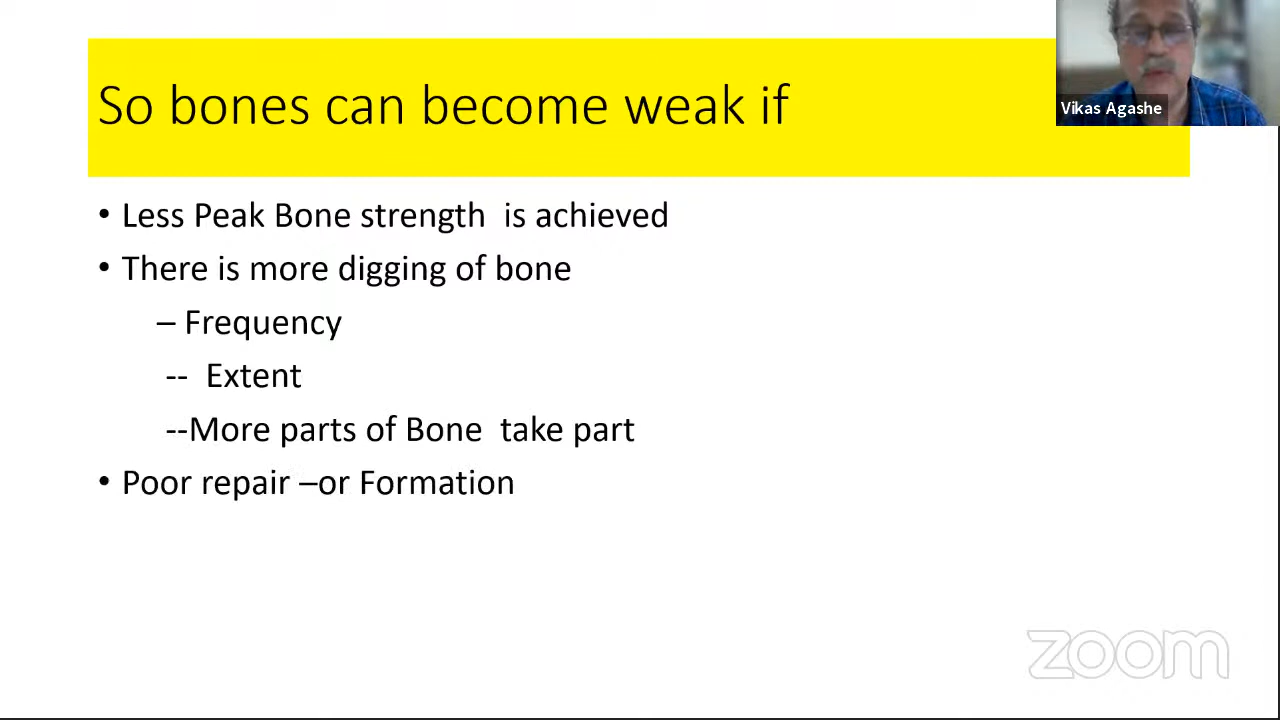 So bones can become weak if
Vikas Agashe
• Less Peak Bone strength is achieved
• There is more digging of bone
– Frequency
-- Extent
--More parts of Bone take part
• Poor repair –or Formation
zoom